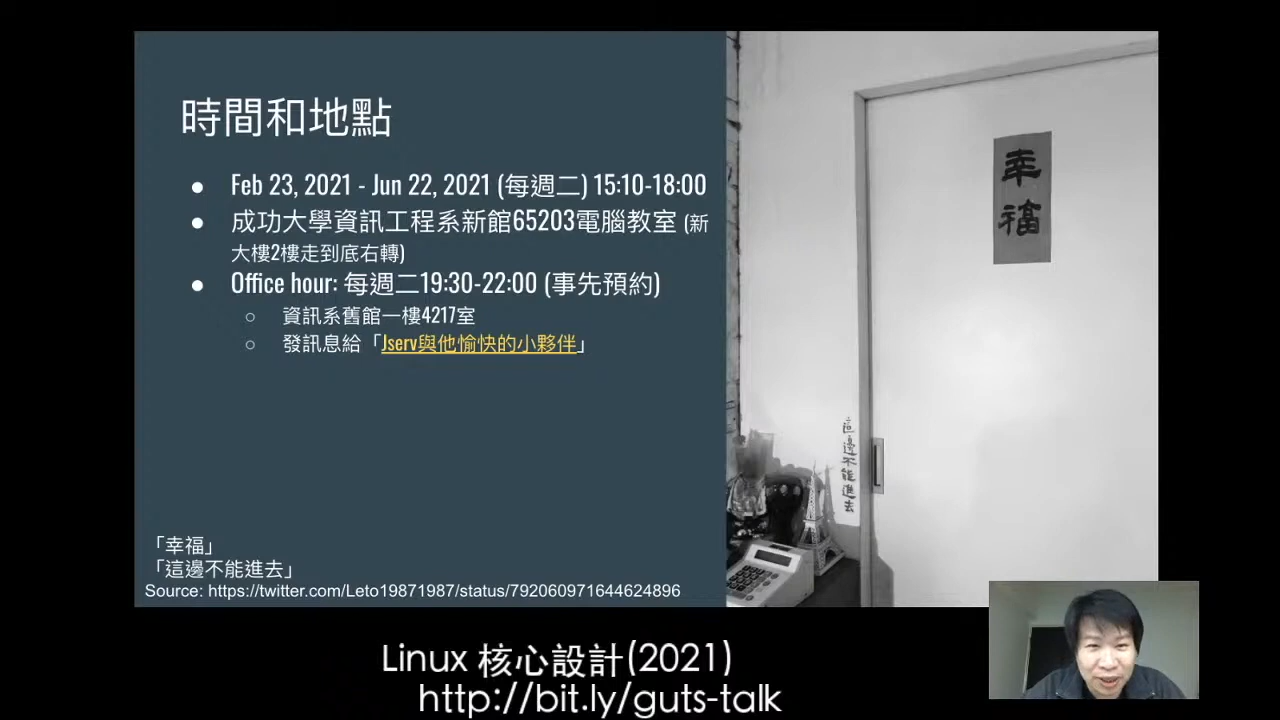 時間和地點
● Feb 23, 2021 - Jun 22, 2021 (每週二) 15:10-18:00
● 成功大學資訊工程系新館65203電腦教室 (新
大樓2樓走到底右轉)
● Office hour: 每週二19:30-22:00 (事先預約)
○ 資訊系舊館一樓4217室
○ 發訊息給「Jserv與他愉快的小夥伴」
「幸福」
「這邊不能進去」
Source: https://twitter.com/Leto19871987/status/792060971644624896
幸福
這邊不能進去
Linux 核心設計(2021)
http://bit.ly/guts-talk